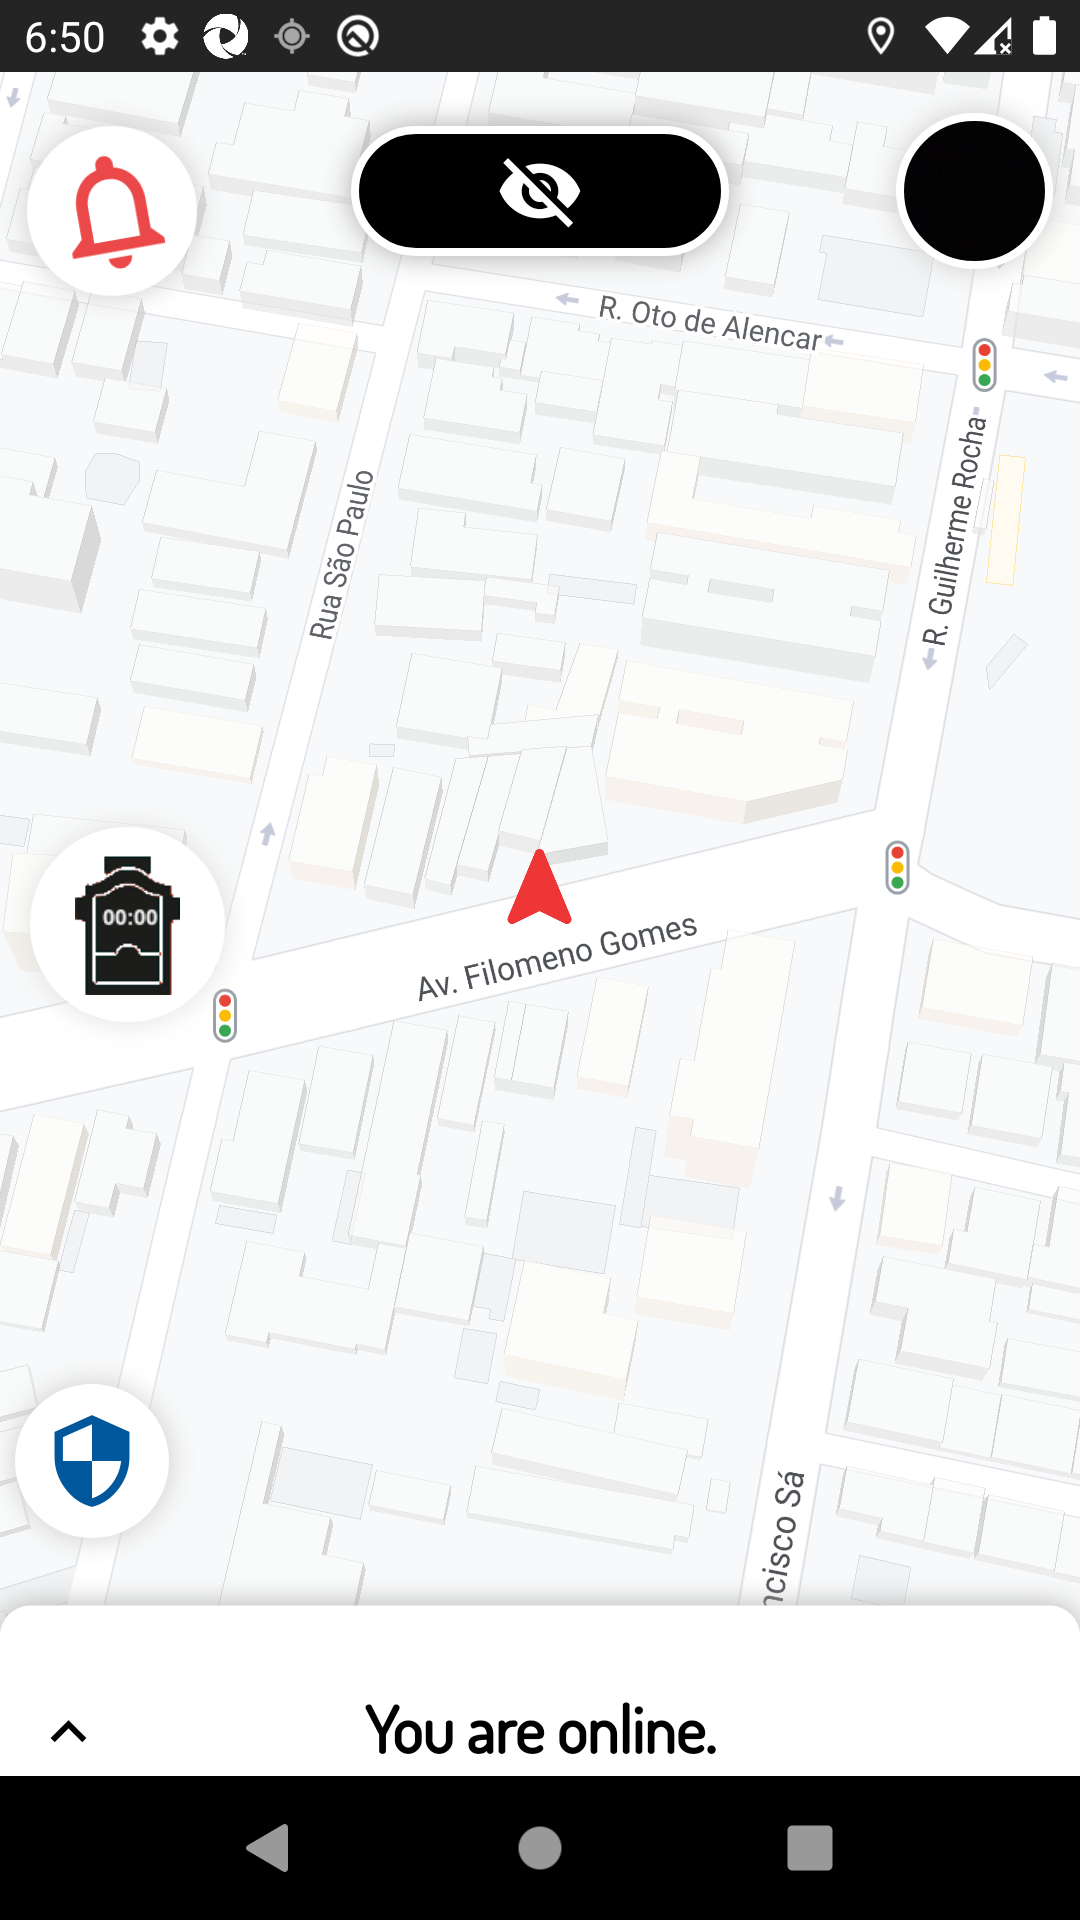 6:50
R. Oto de Alencar
R. Guilherme Rocha
Rua São Paulo
00:00
Av. Filomeno Gomes
ncisco Sá
You are online.